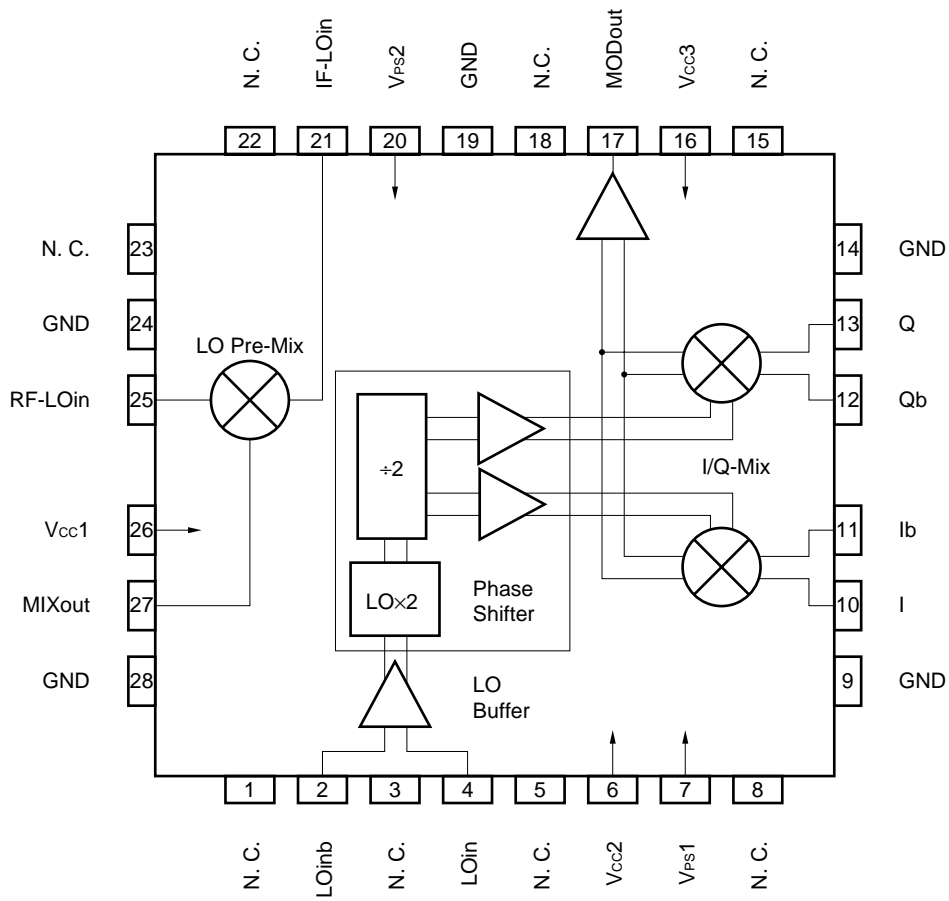 N. C.
IF-LOin
VPS2
GND
N.C.
MODout
VCC3
N. C.
22
21
20
19
18
17
16
15
N. C.
23
14
GND
GND
24
13
Q
LO Pre-Mix
RF-LOin
25
12
Qb
÷2
I/Q-Mix
VCC1
26
11
Ib
MIXout
27
LO×2
Phase
Shifter
10
I
GND
28
LO
Buffer
9
GND
1
2
3
4
5
6
7
8
N. C.
LOinb
N. C.
LOin
N. C.
VCC2
VPS1
N. C.